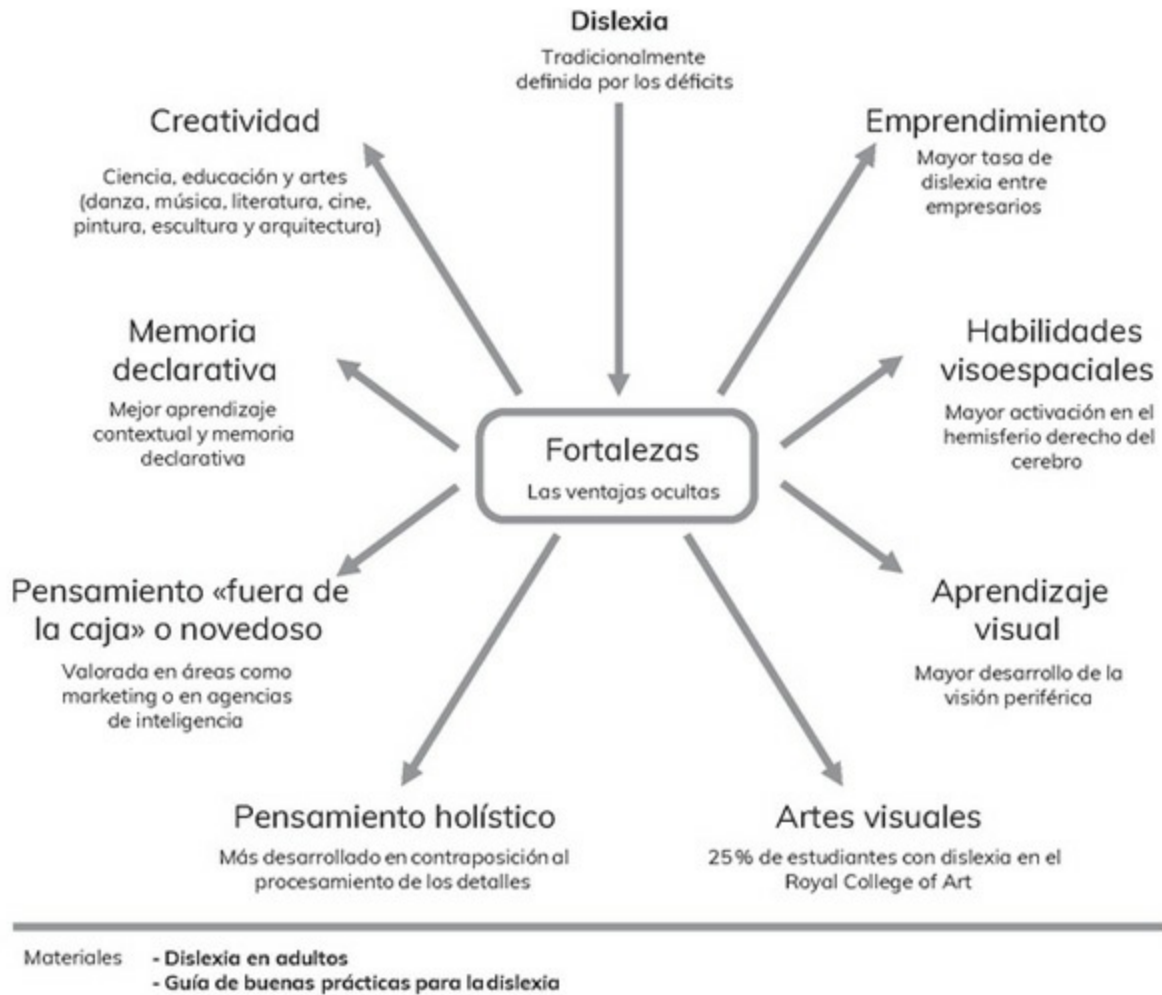 Dislexia
Tradicionalmente
definida por los déficits
Creatividad
Ciencia, educación y artes
(danza, música, literatura, cine,
pintura, escultura y arquitectura)
Emprendimiento
Mayor tasa de
dislexia entre
empresarios
Memoria
declarativa
Mejor aprendizaje
contextual y memoria
declarativa
Habilidades
visoespaciales
Mayor activación en el
hemisferio derecho del
cerebro
Fortalezas
Las ventajas ocultas
Pensamiento «fuera de
la caja» o novedoso
Valorada en áreas como
marketing o en agencias
de inteligencia
Aprendizaje
visual
Mayor desarrollo de la
visión periférica
Pensamiento holístico
Más desarrollado en contraposición al
procesamiento de los detalles
Artes visuales
25% de estudiantes con dislexia en el
Royal College of Art
Materiales - Dislexia en adultos
- Guía de buenas prácticas para la dislexia